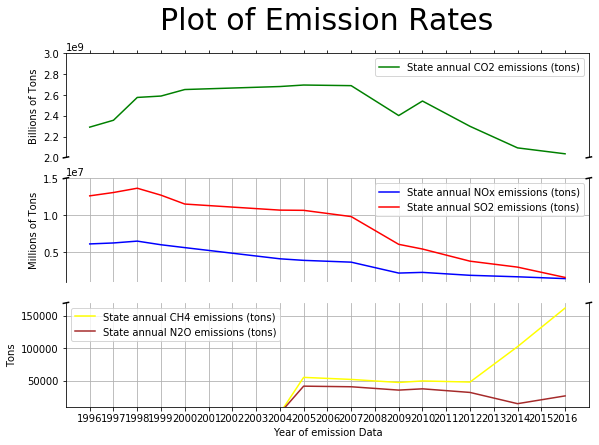 Plot of Emission Rates
1e9
3.0
2.8
2.6
2.4
2.2
2.0
Billions of Tons
State annual CO2 emissions (tons)
1e7
1.5
1.0
0.5
Millions of Tons
State annual NOx emissions (tons)
State annual SO2 emissions (tons)
150000
100000
50000
Tons
State annual CH4 emissions (tons)
State annual N2O emissions (tons)
1996 1997 1998 1999 2000 2001 2002 2003 2004 2005 2006 2007 2008 2009 2010 2011 2012 2013 2014 2015 2016
Year of emission Data